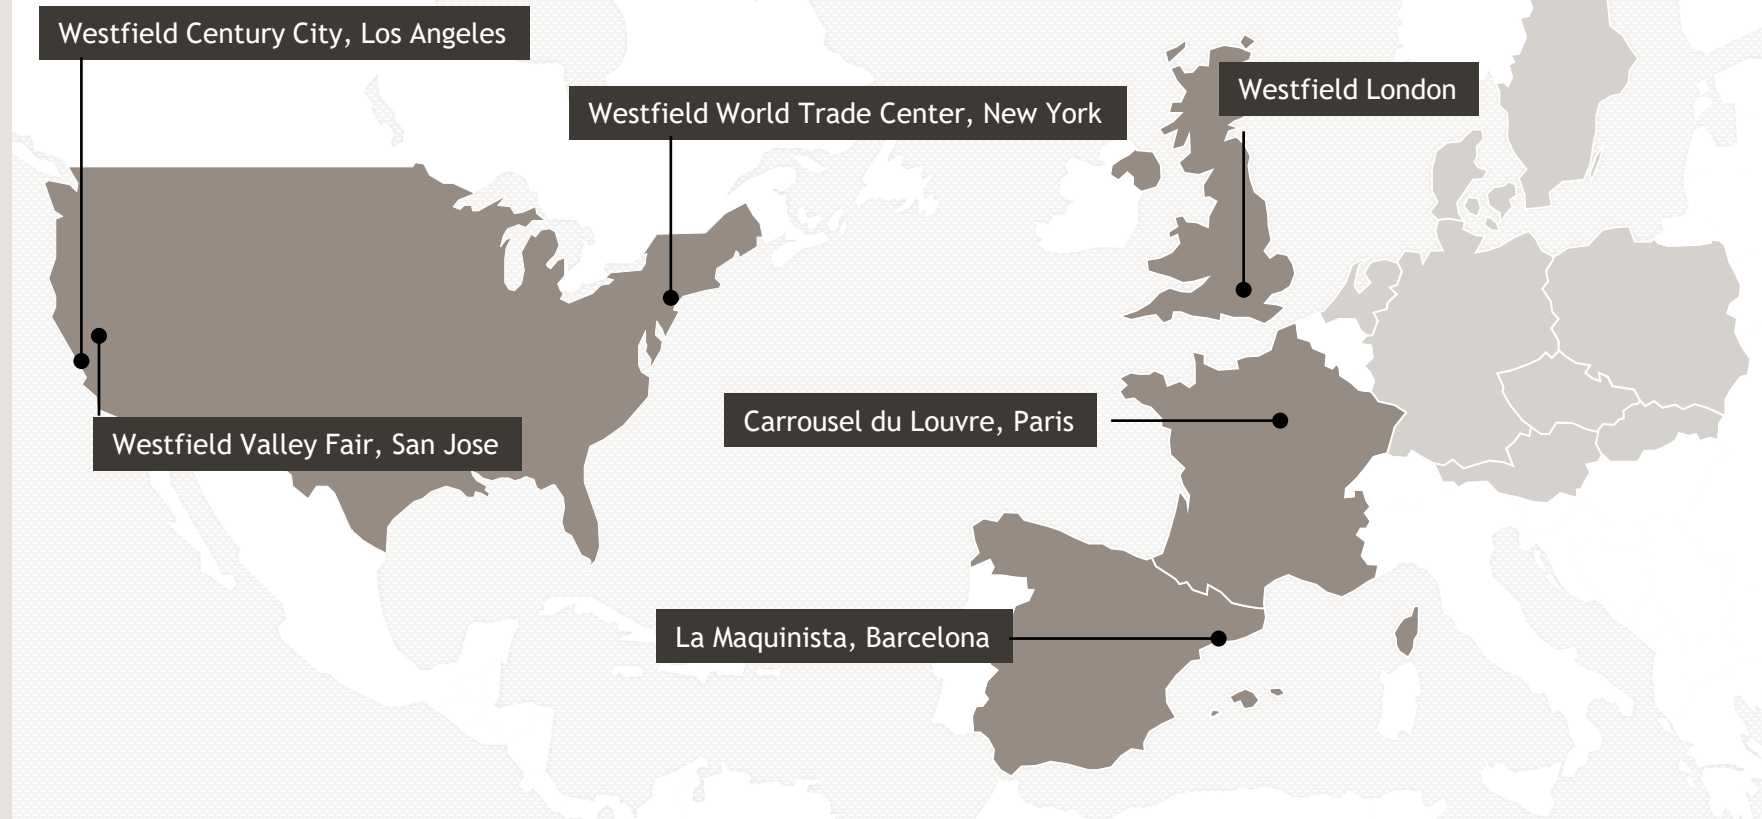 Westfield Century City, Los Angeles
Westfield World Trade Center, New York
Westfield London
Carrousel du Louvre, Paris
Westfield Valley Fair, San Jose
La Maquinista, Barcelona